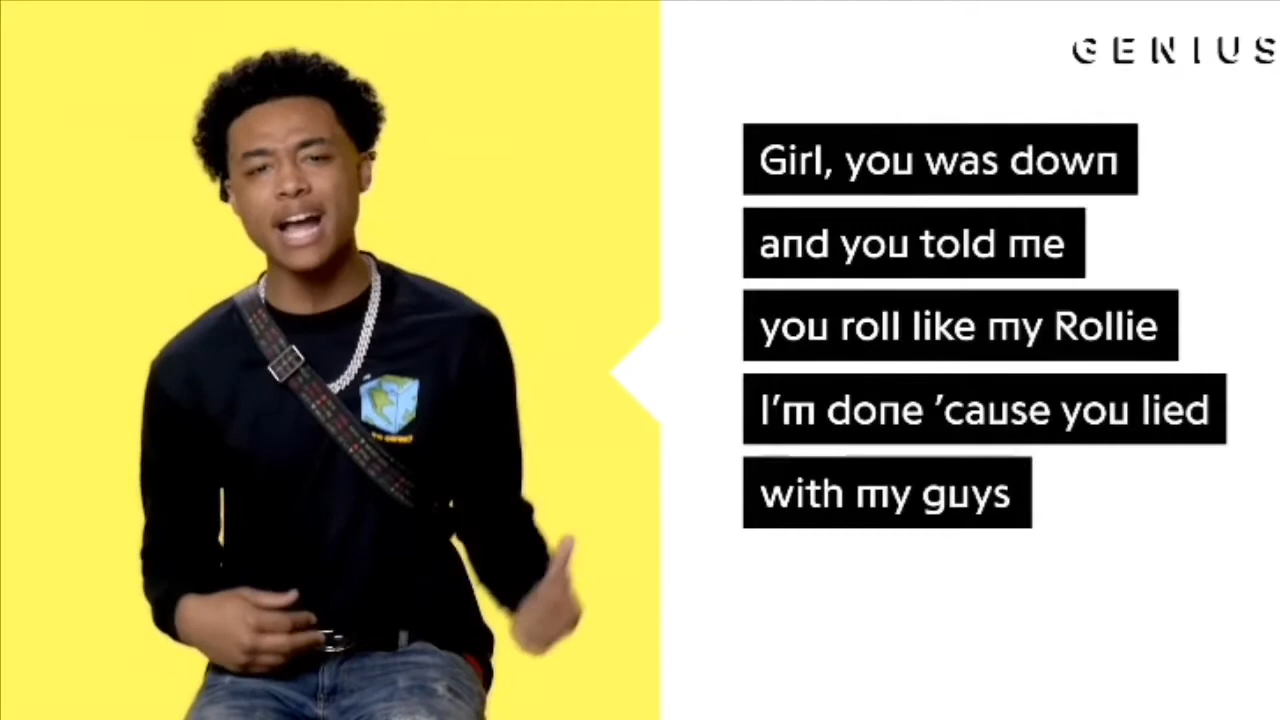 GENIUS
Girl, you was down
and you told me
you roll like my Rollie
I'm done 'cause you lied
with my guys